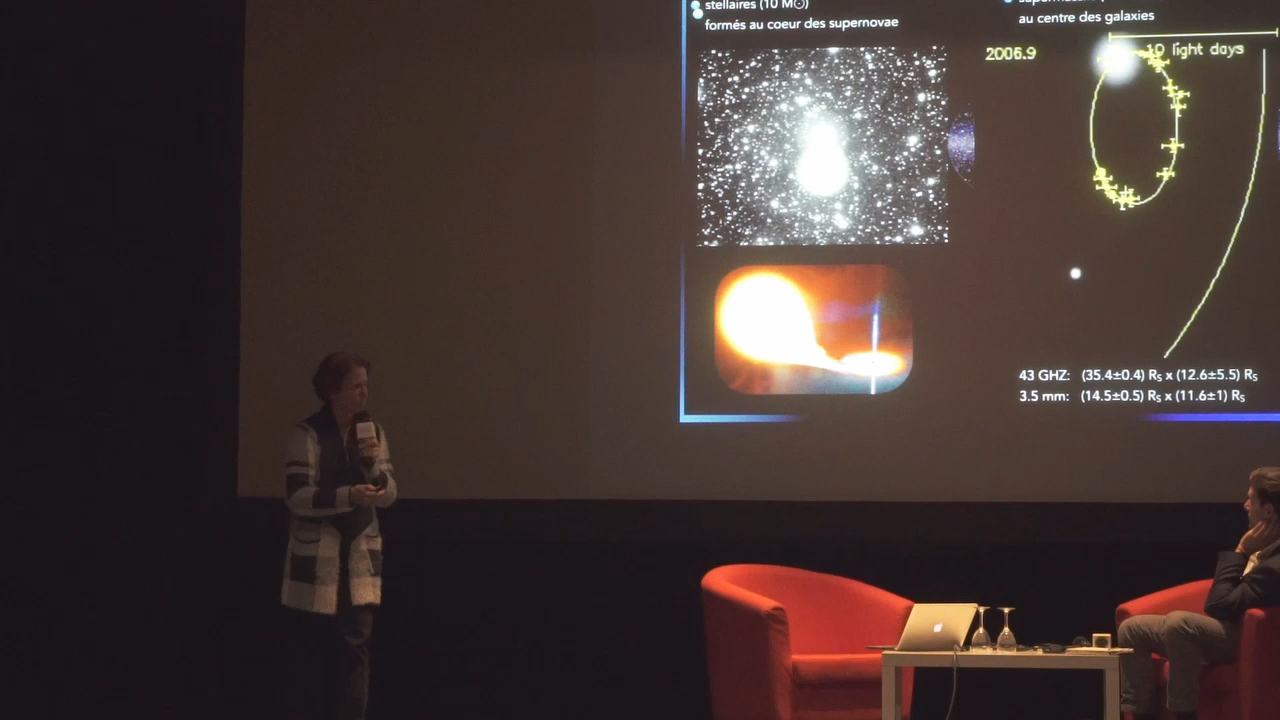 stellaires (10 M☉)
formés au coeur des supernovae
au centre des galaxies
2006.9
10 light days
43 GHZ: (35.4±0.4) Rs x (12.6±5.5) Rs
3.5 mm: (14.5±0.5) Rs x (11.6±1) Rs